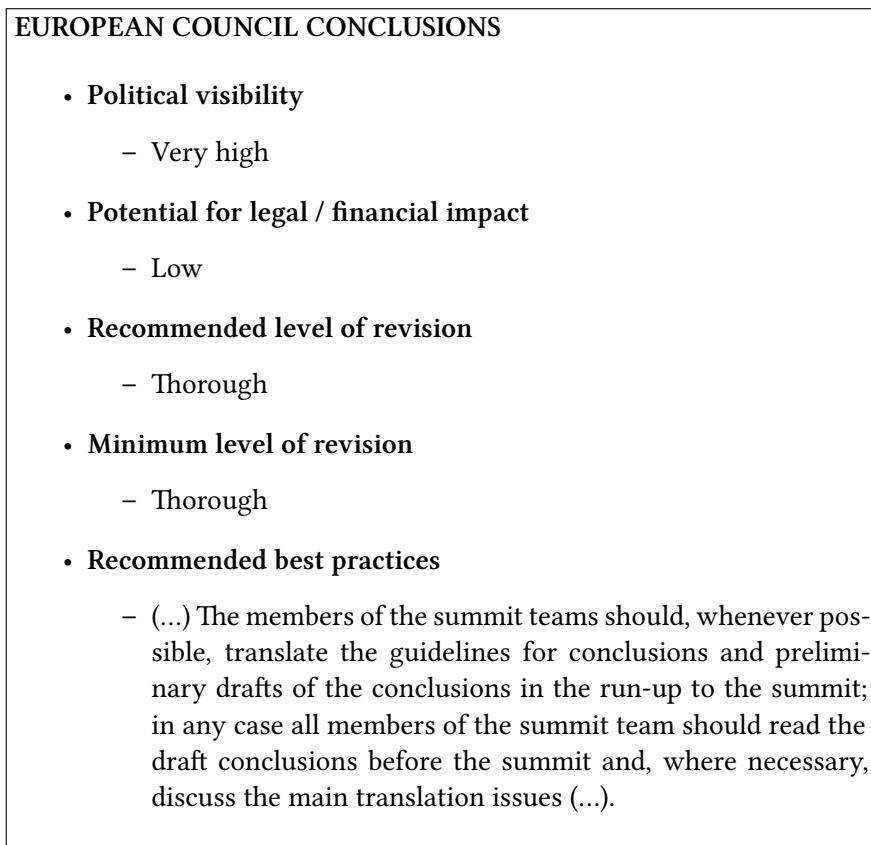 EUROPEAN COUNCIL CONCLUSIONS
• Political visibility
– Very high
• Potential for legal / financial impact
– Low
• Recommended level of revision
– Thorough
• Minimum level of revision
– Thorough
• Recommended best practices
– (…) The members of the summit teams should, whenever pos-
sible, translate the guidelines for conclusions and prelimi-
nary drafts of the conclusions in the run-up to the summit;
in any case all members of the summit team should read the
draft conclusions before the summit and, where necessary,
discuss the main translation issues (…).